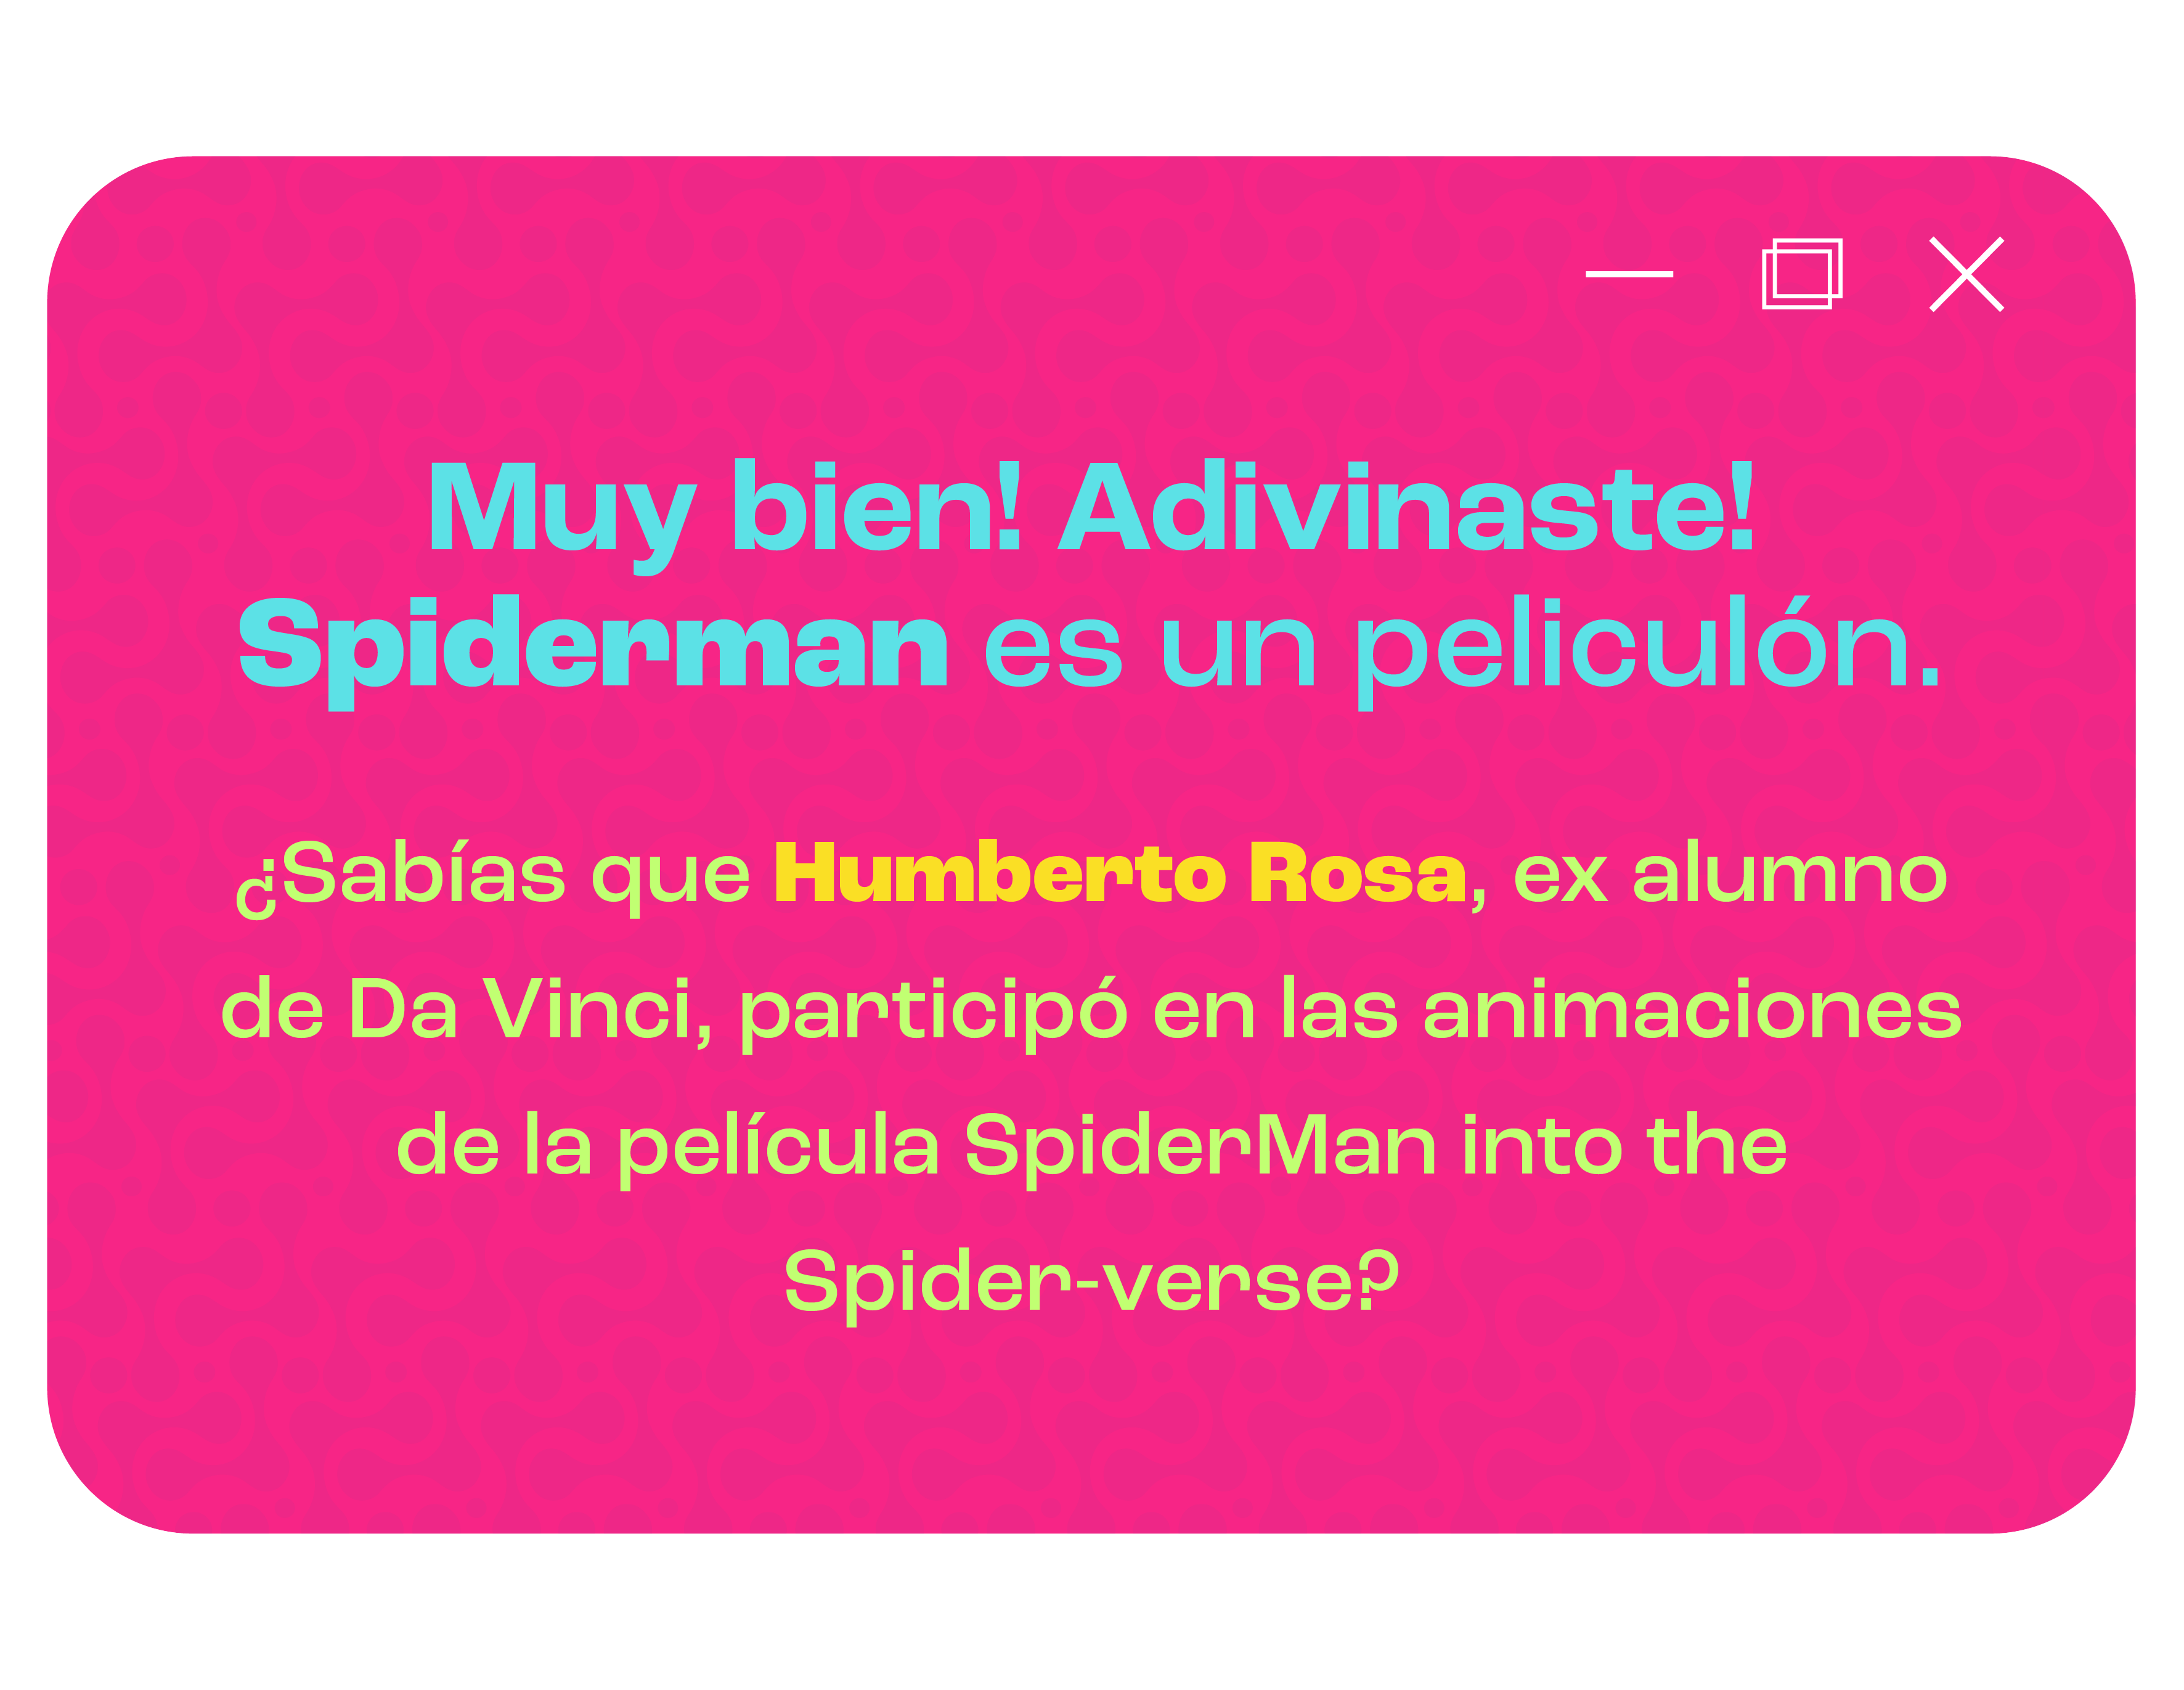 Muy bien! Adivinaste!
Spiderman es un peliculón.
¿Sabías que Humberto Rosa, ex alumno
de Da Vinci, participó en las animaciones
de la película SpiderMan into the
Spider-verse?